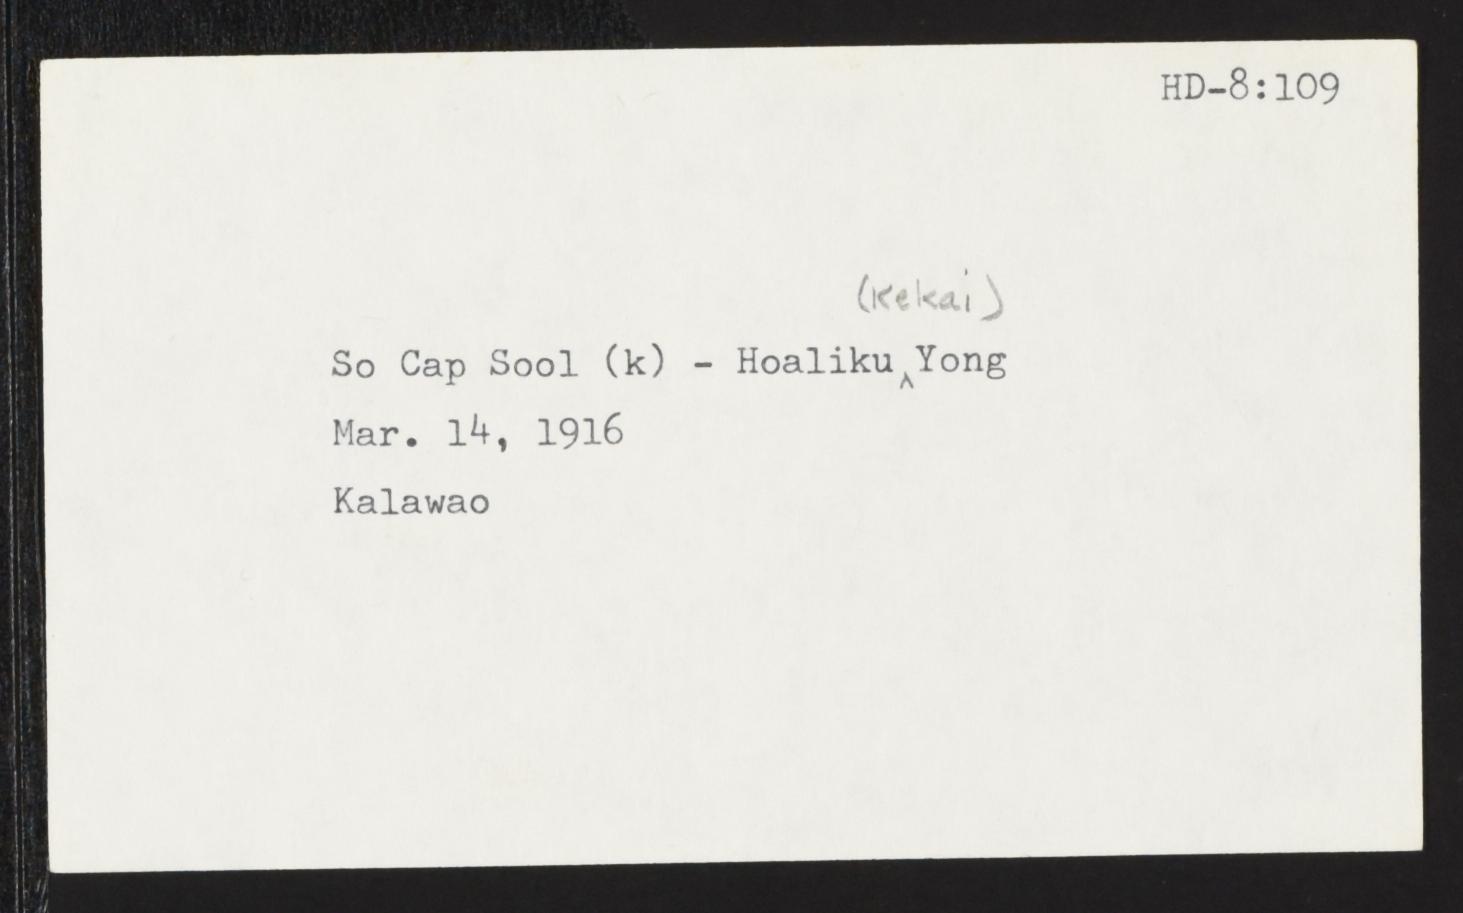 HD-8:109
(Kekai)
So Cap Sool (k) - Hoaliku ^ Yong
Mar. 14, 1916
Kalawao